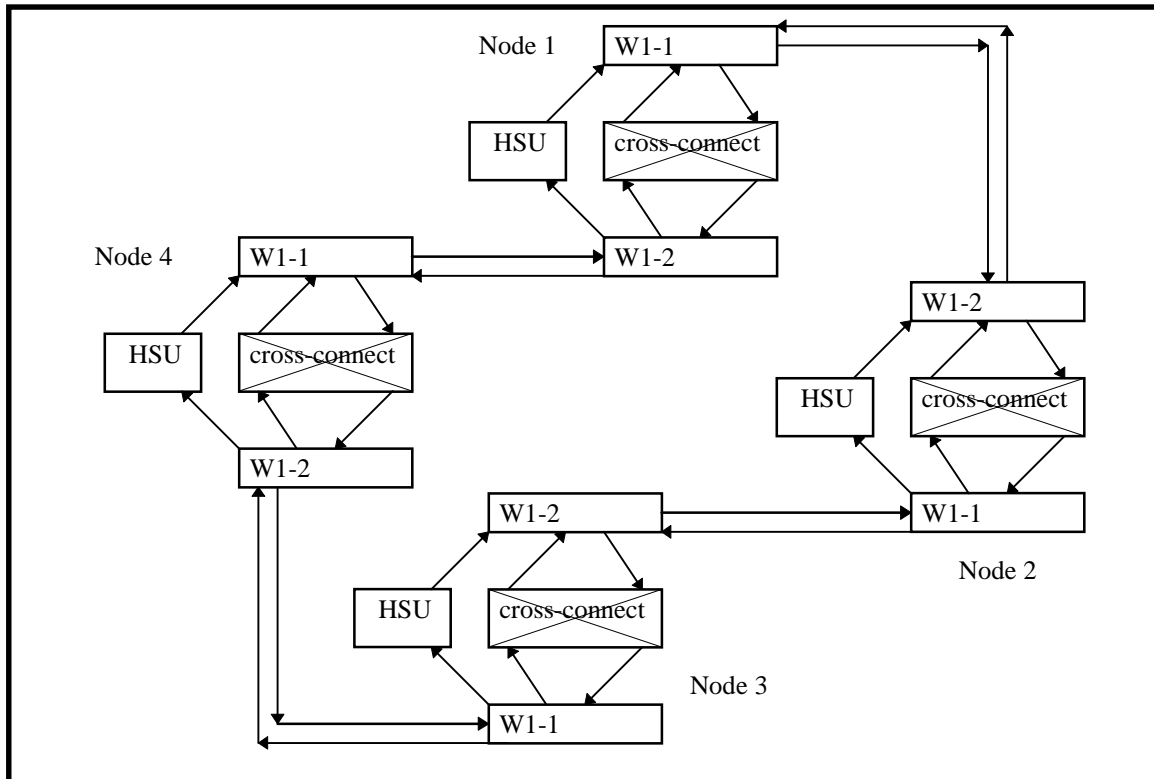 Node 1
W1-1
HSU
cross-connect
W1-2
Node 4
W1-1
HSU
cross-connect
W1-2
W1-2
HSU
cross-connect
W1-1
Node 2
W1-2
HSU
cross-connect
Node 3
W1-1